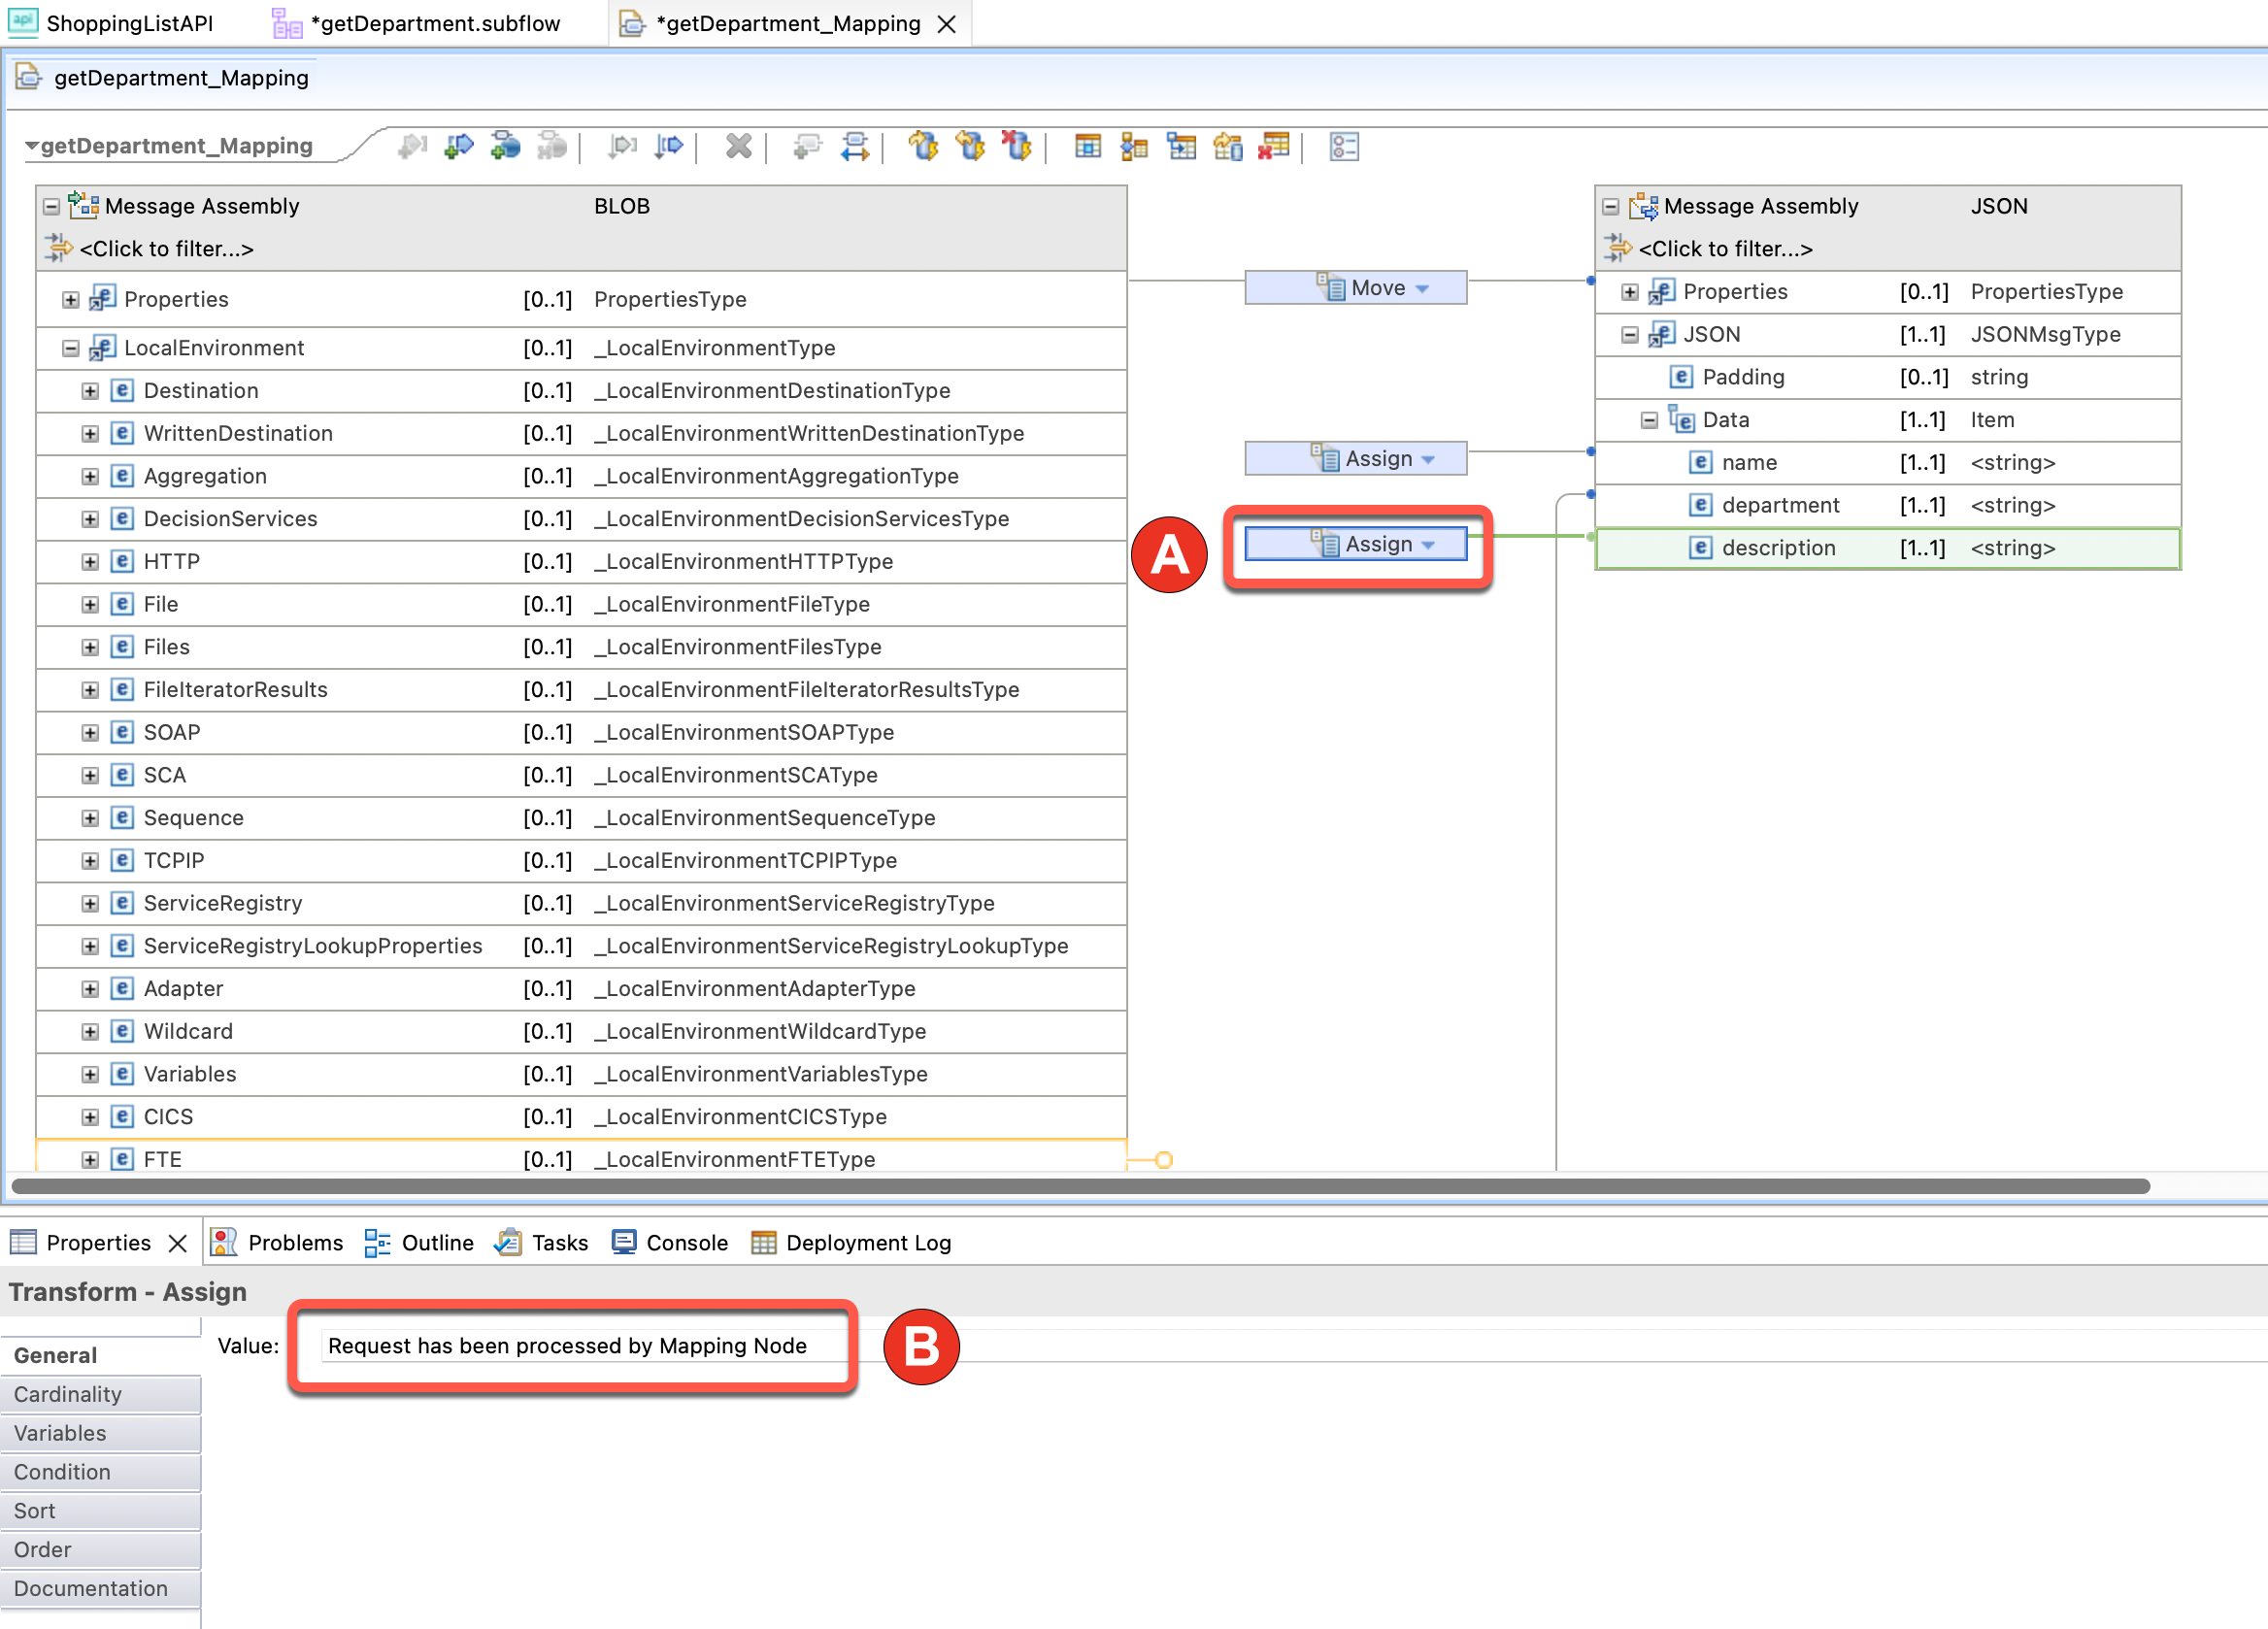 ShoppingListAPI *getDepartment.subflow *getDepartment_Mapping
getDepartment_Mapping
getDepartment_Mapping
Message Assembly BLOB
<Click to filter...>
Properties [0..1] PropertiesType
LocalEnvironment [0..1] _LocalEnvironmentType
Destination [0..1] _LocalEnvironmentDestinationType
WrittenDestination [0..1] _LocalEnvironmentWrittenDestinationType
Aggregation [0..1] _LocalEnvironmentAggregationType
DecisionServices [0..1] _LocalEnvironmentDecisionServicesType
HTTP [0..1] _LocalEnvironmentHTTPType
File [0..1] _LocalEnvironmentFileType
Files [0..1] _LocalEnvironmentFilesType
FileIteratorResults [0..1] _LocalEnvironmentFileIteratorResultsType
SOAP [0..1] _LocalEnvironmentSOAPType
SCA [0..1] _LocalEnvironmentSCAType
Sequence [0..1] _LocalEnvironmentSequenceType
TCPIP [0..1] _LocalEnvironmentTCPIPType
ServiceRegistry [0..1] _LocalEnvironmentServiceRegistryType
ServiceRegistryLookupProperties [0..1] _LocalEnvironmentServiceRegistryLookupType
Adapter [0..1] _LocalEnvironmentAdapterType
Wildcard [0..1] _LocalEnvironmentWildcardType
Variables [0..1] _LocalEnvironmentVariablesType
CICS [0..1] _LocalEnvironmentCICSType
FTE [0..1] _LocalEnvironmentFTEType
Move
Assign
A
Assign
Message Assembly JSON
<Click to filter...>
Properties [0..1] PropertiesType
JSON [1..1] JSONMsgType
Padding [0..1] string
Data [1..1] Item
name [1..1] <string>
department [1..1] <string>
description [1..1] <string>
Properties Problems Outline Tasks Console Deployment Log
Transform - Assign
General
Cardinality
Variables
Condition
Sort
Order
Documentation
Value: Request has been processed by Mapping Node
B